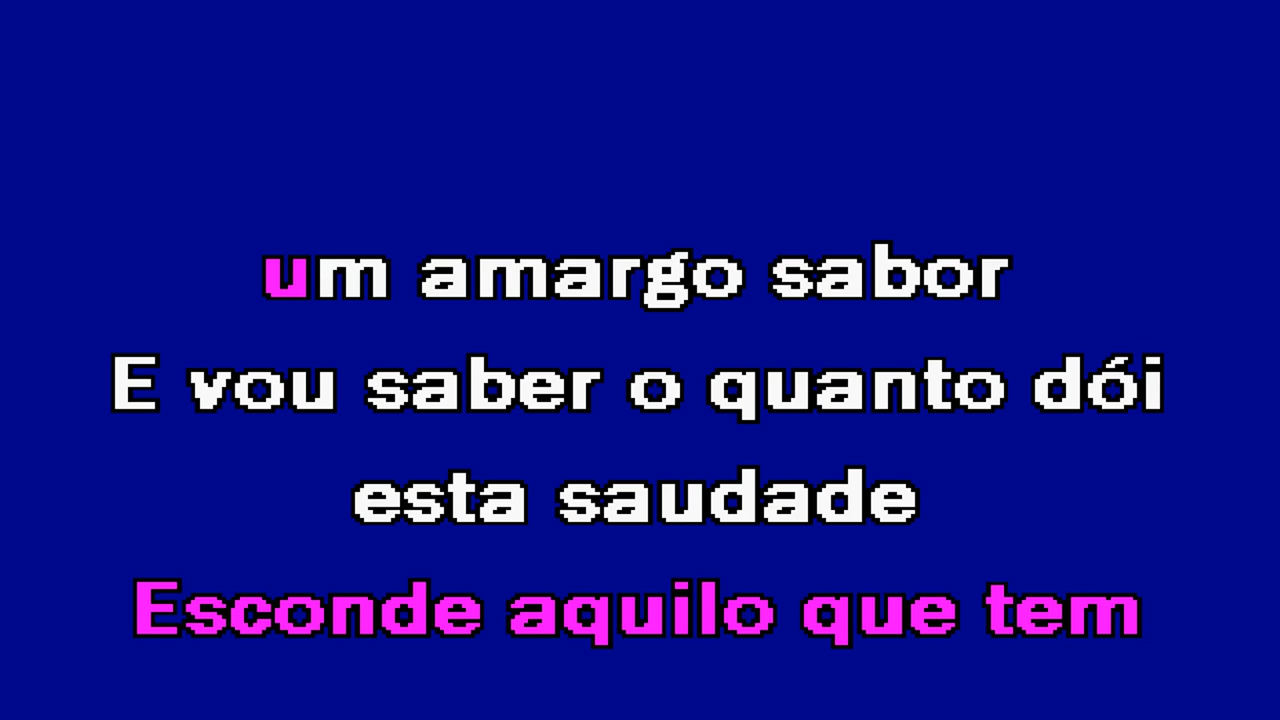 um amargo sabor
E vou saber o quanto dói
esta saudade
Esconde aquilo que tem